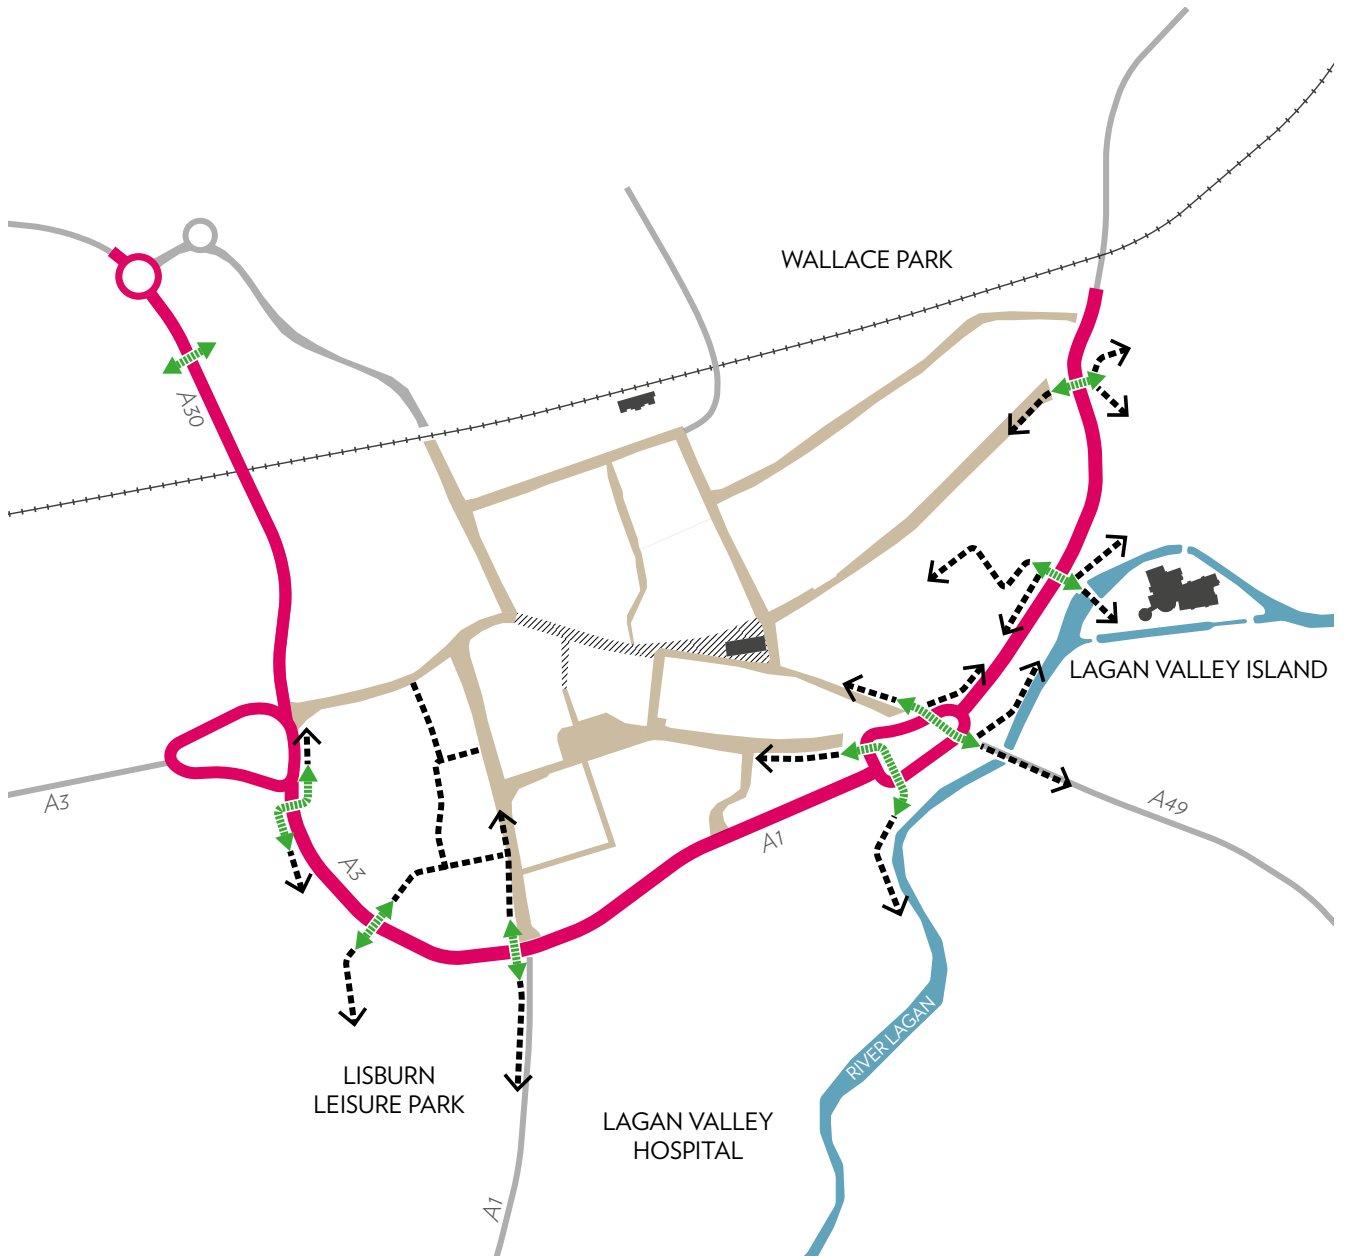 WALLACE PARK
A30
LAGAN VALLEY ISLAND
A3
A49
A1
A3
RIVER LAGAN
LISBURN
LEISURE PARK
LAGAN VALLEY
HOSPITAL
A1